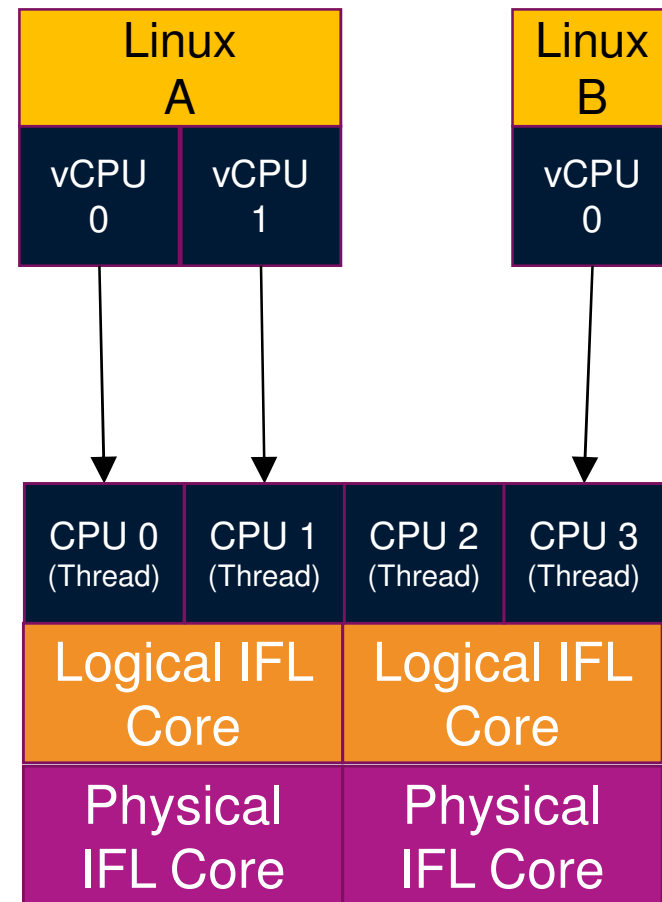 Linux
A
Linux
B
vCPU
0
vCPU
1
vCPU
0
CPU 0
(Thread)
CPU 1
(Thread)
CPU 2
(Thread)
CPU 3
(Thread)
Logical IFL
Core
Logical IFL
Core
Physical
IFL Core
Physical
IFL Core